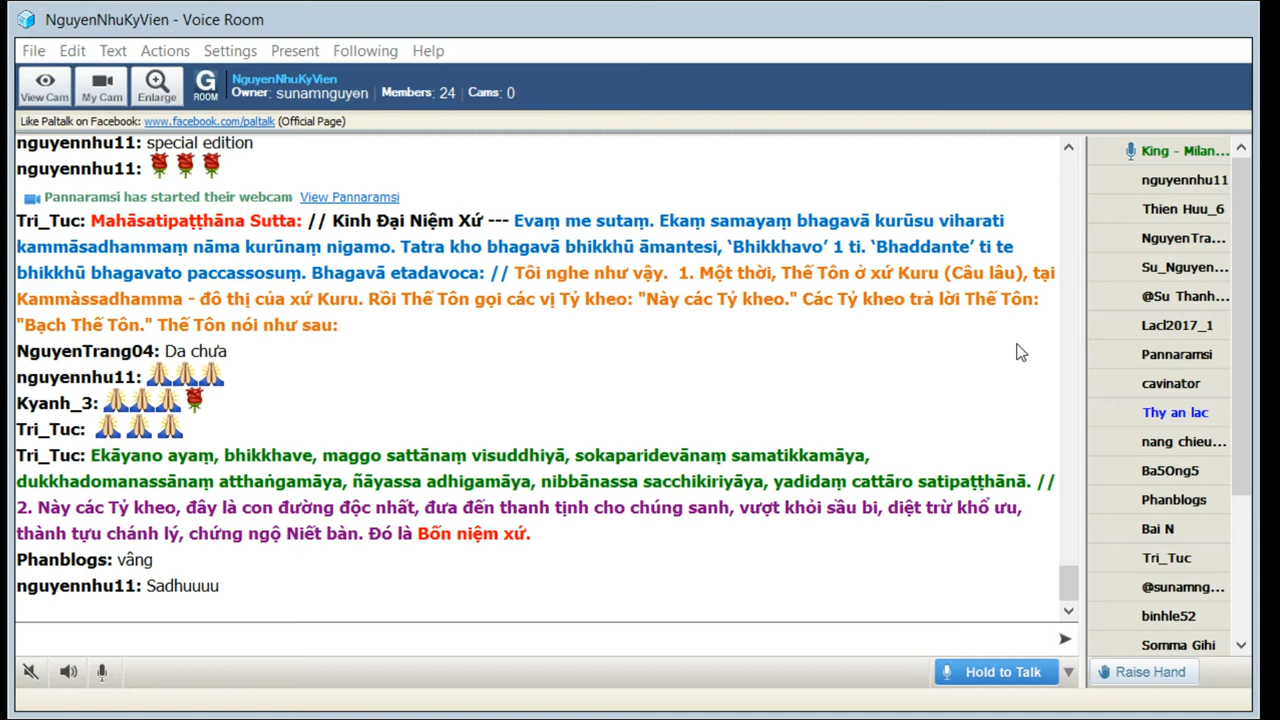 NguyenNhuKyVien - Voice Room
File Edit Text Actions Settings Present Following Help
View Cam My Cam Enlarge G ROOM
NguyenNhuKyVien
Owner: sunamnguyen | Members: 24 | Cams: 0
Like Paltalk on Facebook: www.facebook.com/paltalk (Official Page)
nguyennhu11: special edition
nguyennhu11:
Pannaramsi has started their webcam View Pannaramsi
Tri_Tuc: Mahāsatipaṭṭhāna Sutta: // Kinh Đại Niệm Xứ --- Evaṃ me sutaṃ. Ekaṃ samayaṃ bhagavā kurūsu viharati
kammāsadhammaṃ nāma kurūnaṃ nigamo. Tatra kho bhagavā bhikkhū āmantesi, ‘Bhikkhavo’ 1 ti. ‘Bhaddante’ ti te
bhikkhū bhagavato paccassosuṃ. Bhagavā etadavoca: // Tôi nghe như vậy. 1. Một thời, Thế Tôn ở xứ Kuru (Câu lâu), tại
Kammàssadhamma - đô thị của xứ Kuru. Rồi Thế Tôn gọi các vị Tỷ kheo: "Này các Tỷ kheo." Các Tỷ kheo trả lời Thế Tôn:
"Bạch Thế Tôn." Thế Tôn nói như sau:
NguyenTrang04: Da chưa
nguyennhu11:
Kyanh_3:
Tri_Tuc:
Tri_Tuc: Ekāyano ayaṃ, bhikkhave, maggo sattānaṃ visuddhiyā, sokaparidevānaṃ samatikkamāya,
dukkhadomanassānaṃ atthaṅgamāya, ñāyassa adhigamāya, nibbānassa sacchikiriyāya, yadidaṃ cattāro satipaṭṭhānā. //
2. Này các Tỷ kheo, đây là con đường độc nhất, đưa đến thanh tịnh cho chúng sanh, vượt khỏi sầu bi, diệt trừ khổ ưu,
thành tựu chánh lý, chứng ngộ Niết bàn. Đó là Bốn niệm xứ.
Phanblogs: vâng
nguyennhu11: Sadhuuuu
King - Milan...
nguyennhu11
Thien Huu_6
NguyenTra...
Su_Nguyen...
@Su Thanh...
Lacl2017_1
Pannaramsi
cavinator
Thy an lac
nang chieu...
Ba5Ong5
Phanblogs
Bai N
Tri_Tuc
@sunamng...
binhle52
Somma Gihi
Hold to Talk
Raise Hand